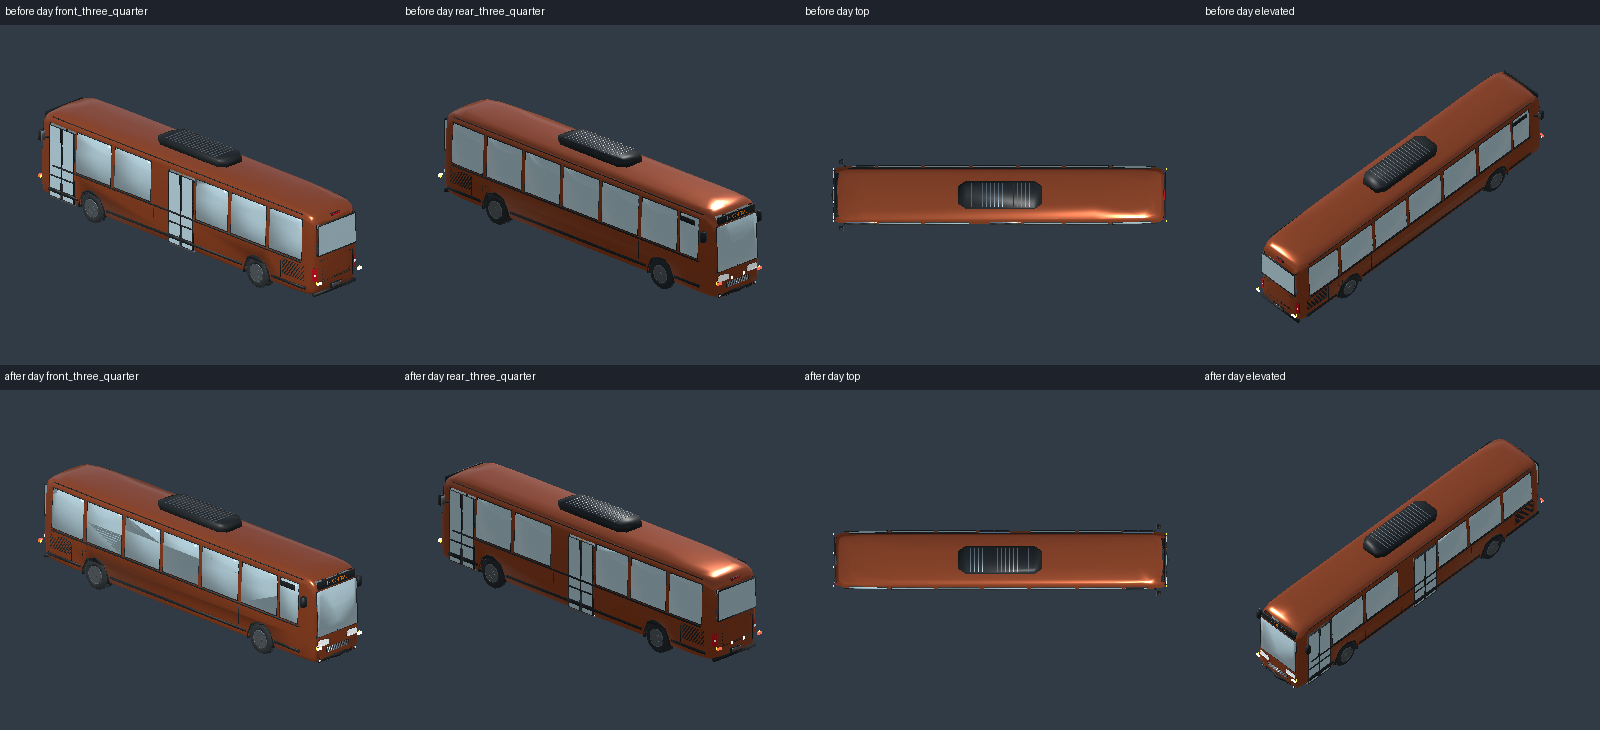 before day front_three_quarter
before day rear_three_quarter
before day top
before day elevated
after day front_three_quarter
after day rear_three_quarter
after day top
after day elevated